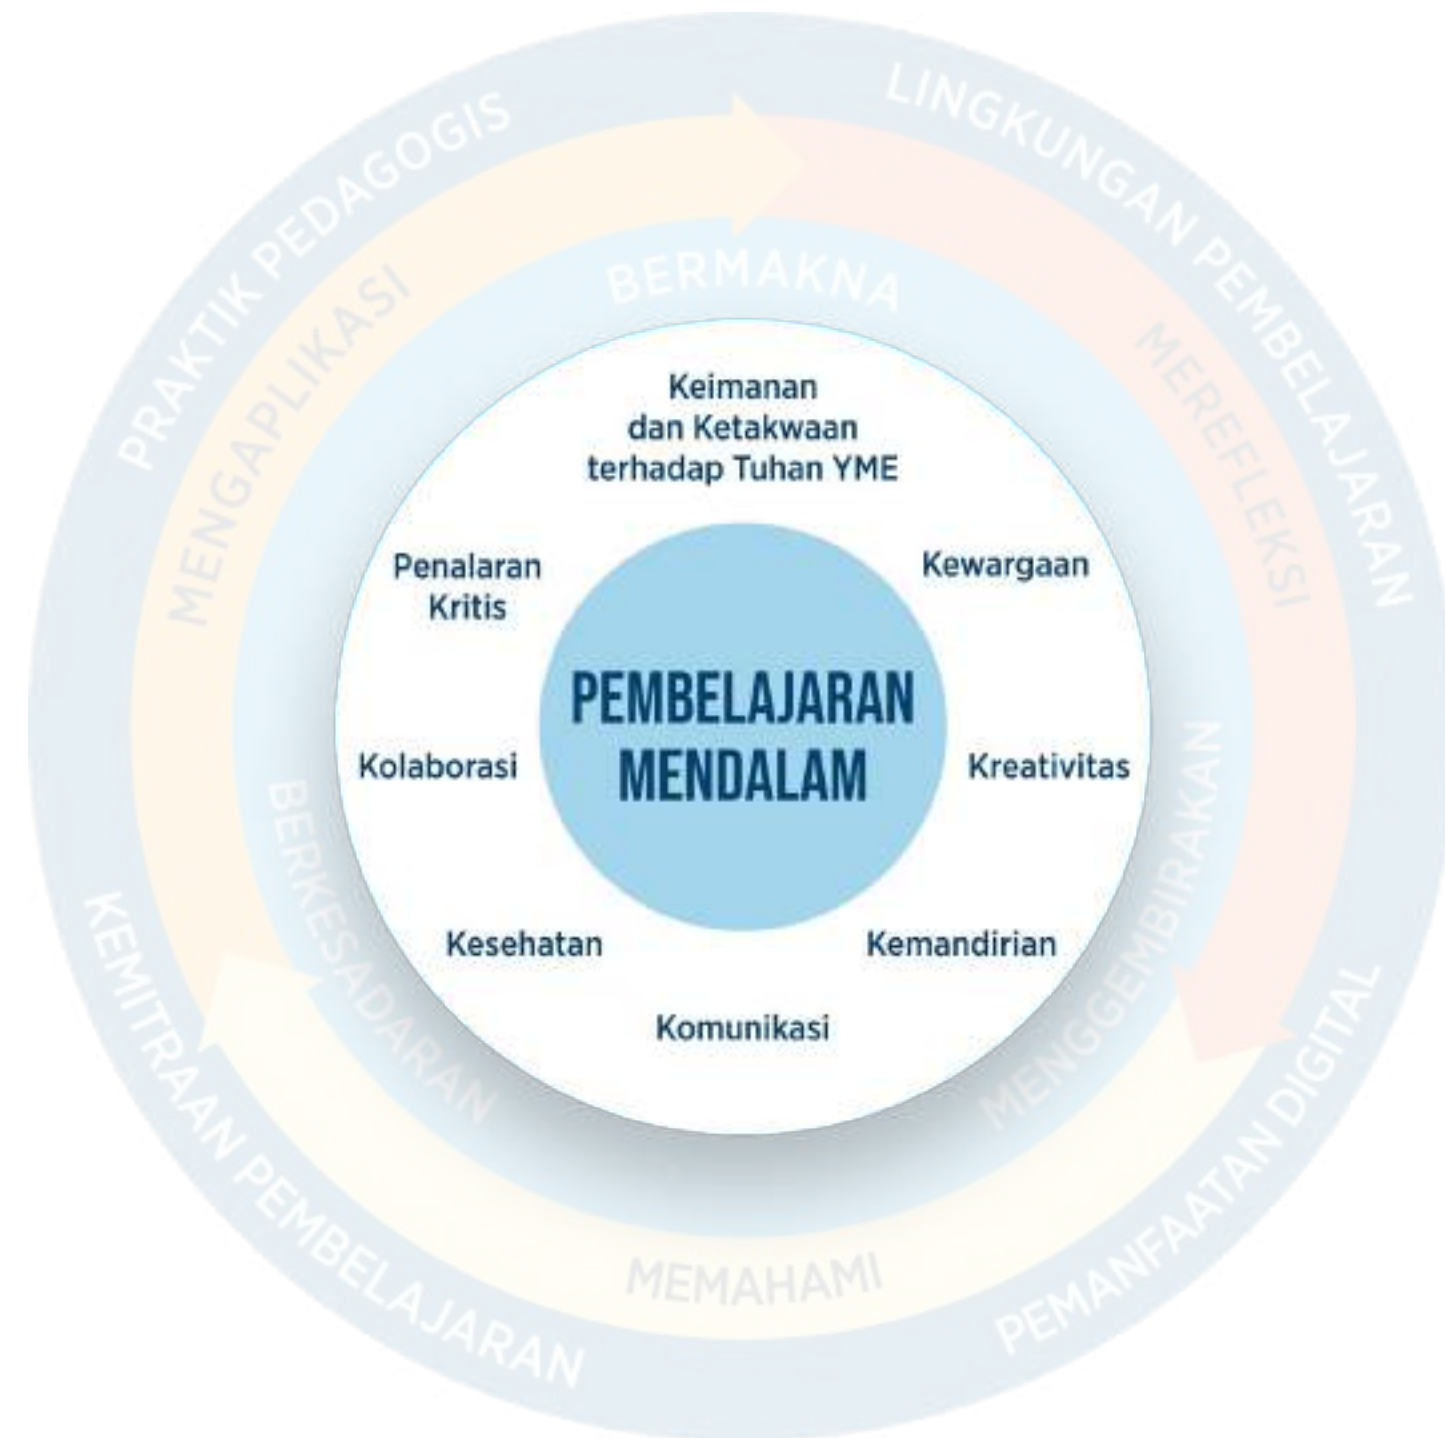 PRAKTIK PEDAGOGIS
LINGKUNGAN PEMBELAJARAN
MENGAPLIKASI
MEREFLEKSI
BERMAKNA
Keimanan
dan Ketakwaan
terhadap Tuhan YME
Penalaran
Kritis
Kewargaan
PEMBELAJARAN
MENDALAM
Kolaborasi
Kreativitas
Kesehatan
Kemandirian
Komunikasi
BERKESADARAN
MENGGEMBIRAKAN
MEMAHAMI
KEMITRAAN PEMBELAJARAN
PEMANFAATAN DIGITAL